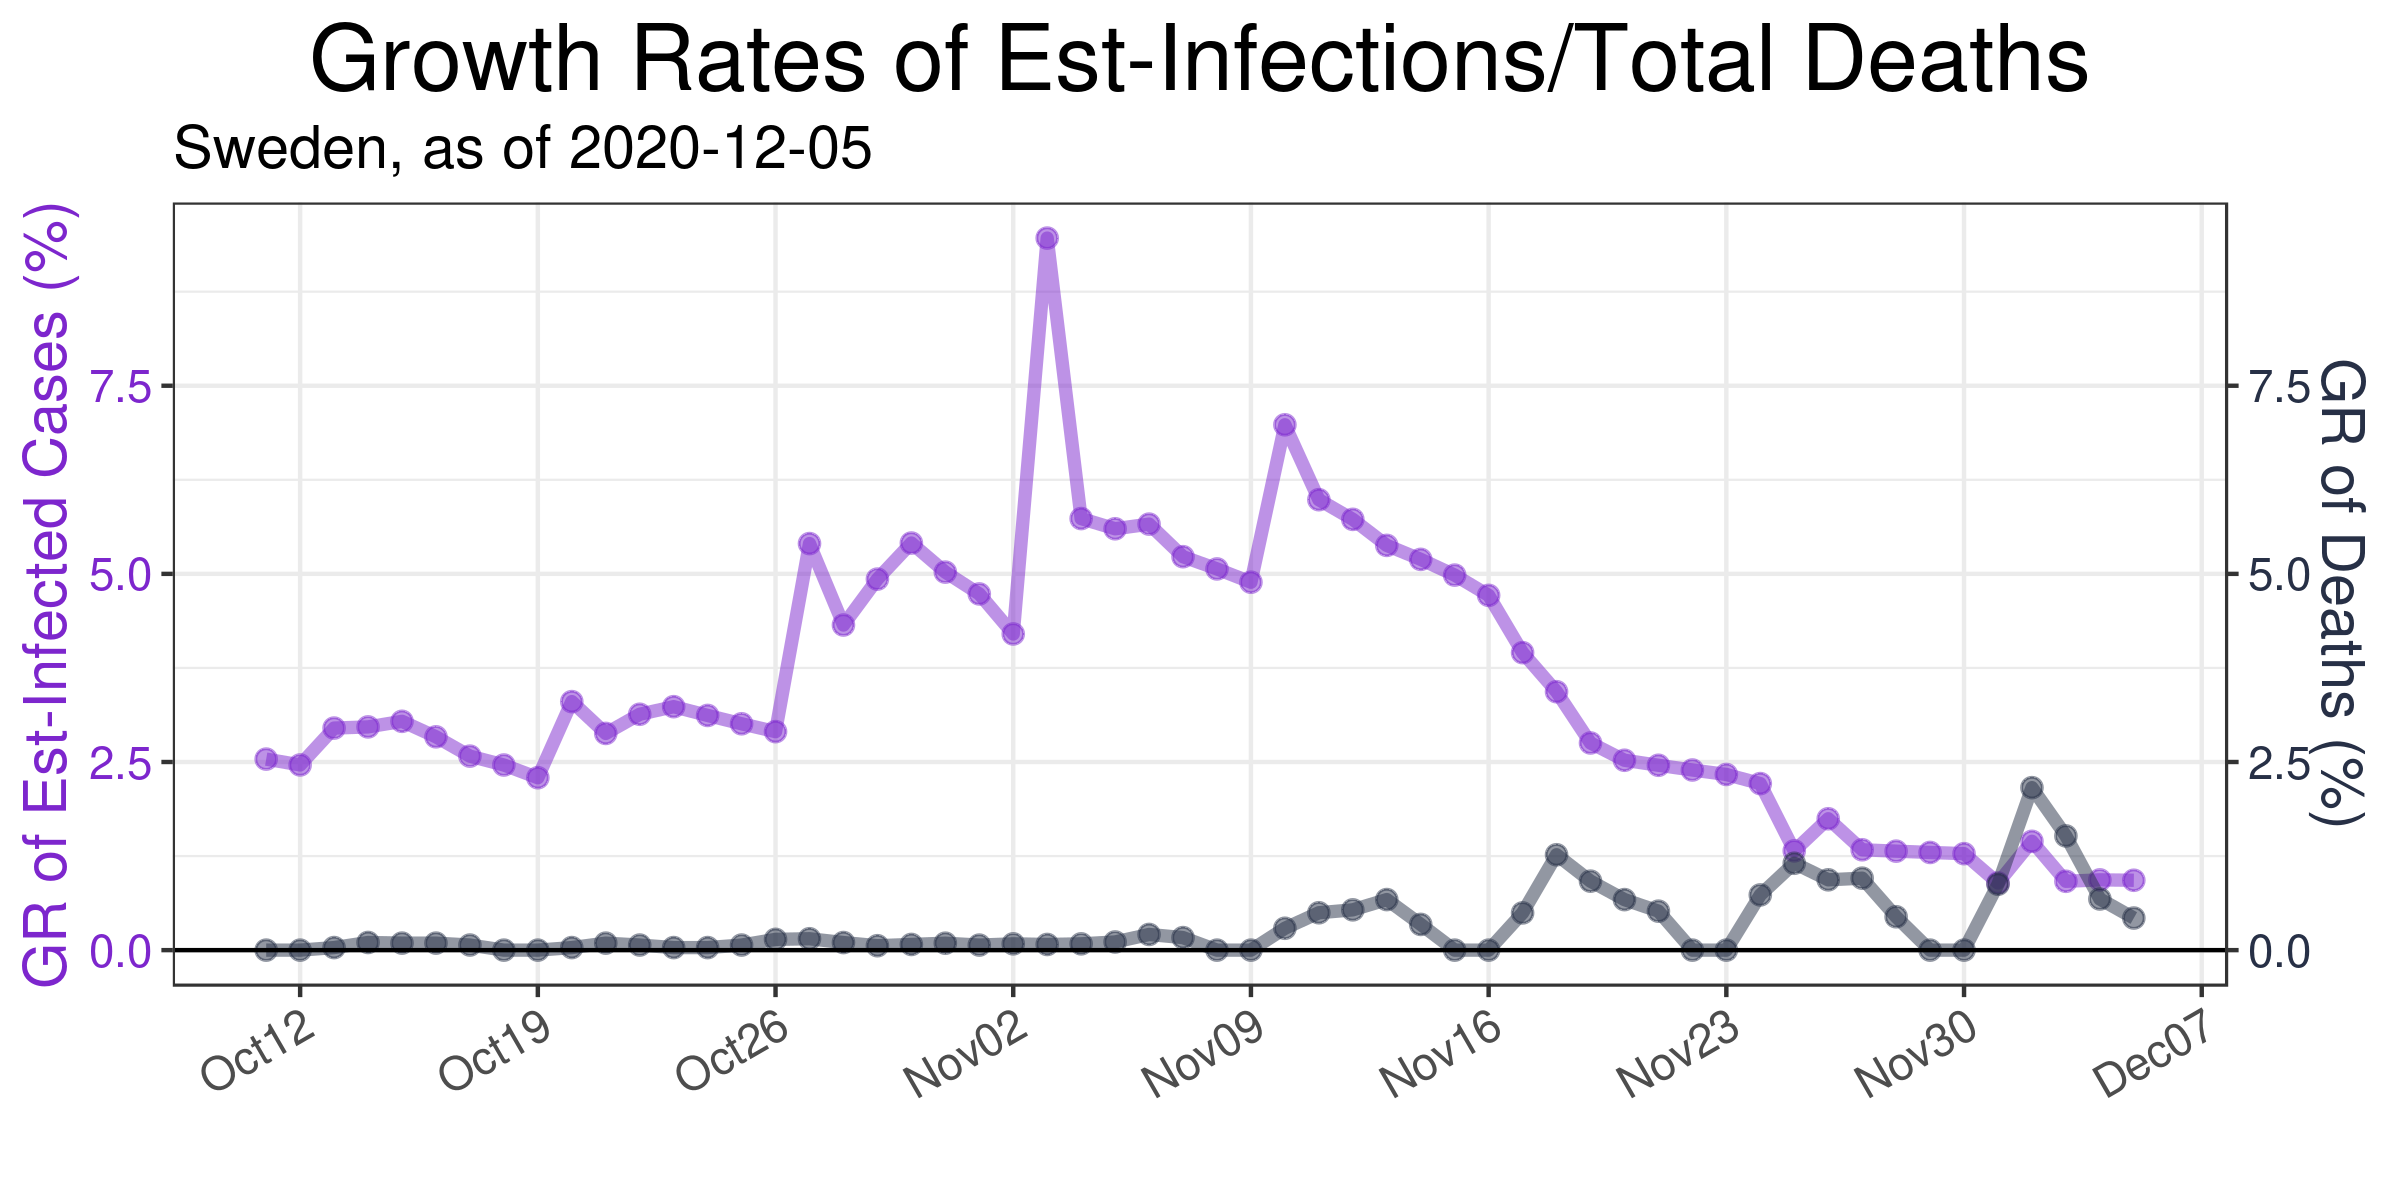 Growth Rates of Est-Infections/Total Deaths
Sweden, as of 2020-12-05
GR of Est-Infected Cases (%)
7.5
5.0
2.5
0.0
7.5
5.0
2.5
0.0
GR of Deaths (%)
Oct12
Oct19
Oct26
Nov02
Nov09
Nov16
Nov23
Nov30
Dec07